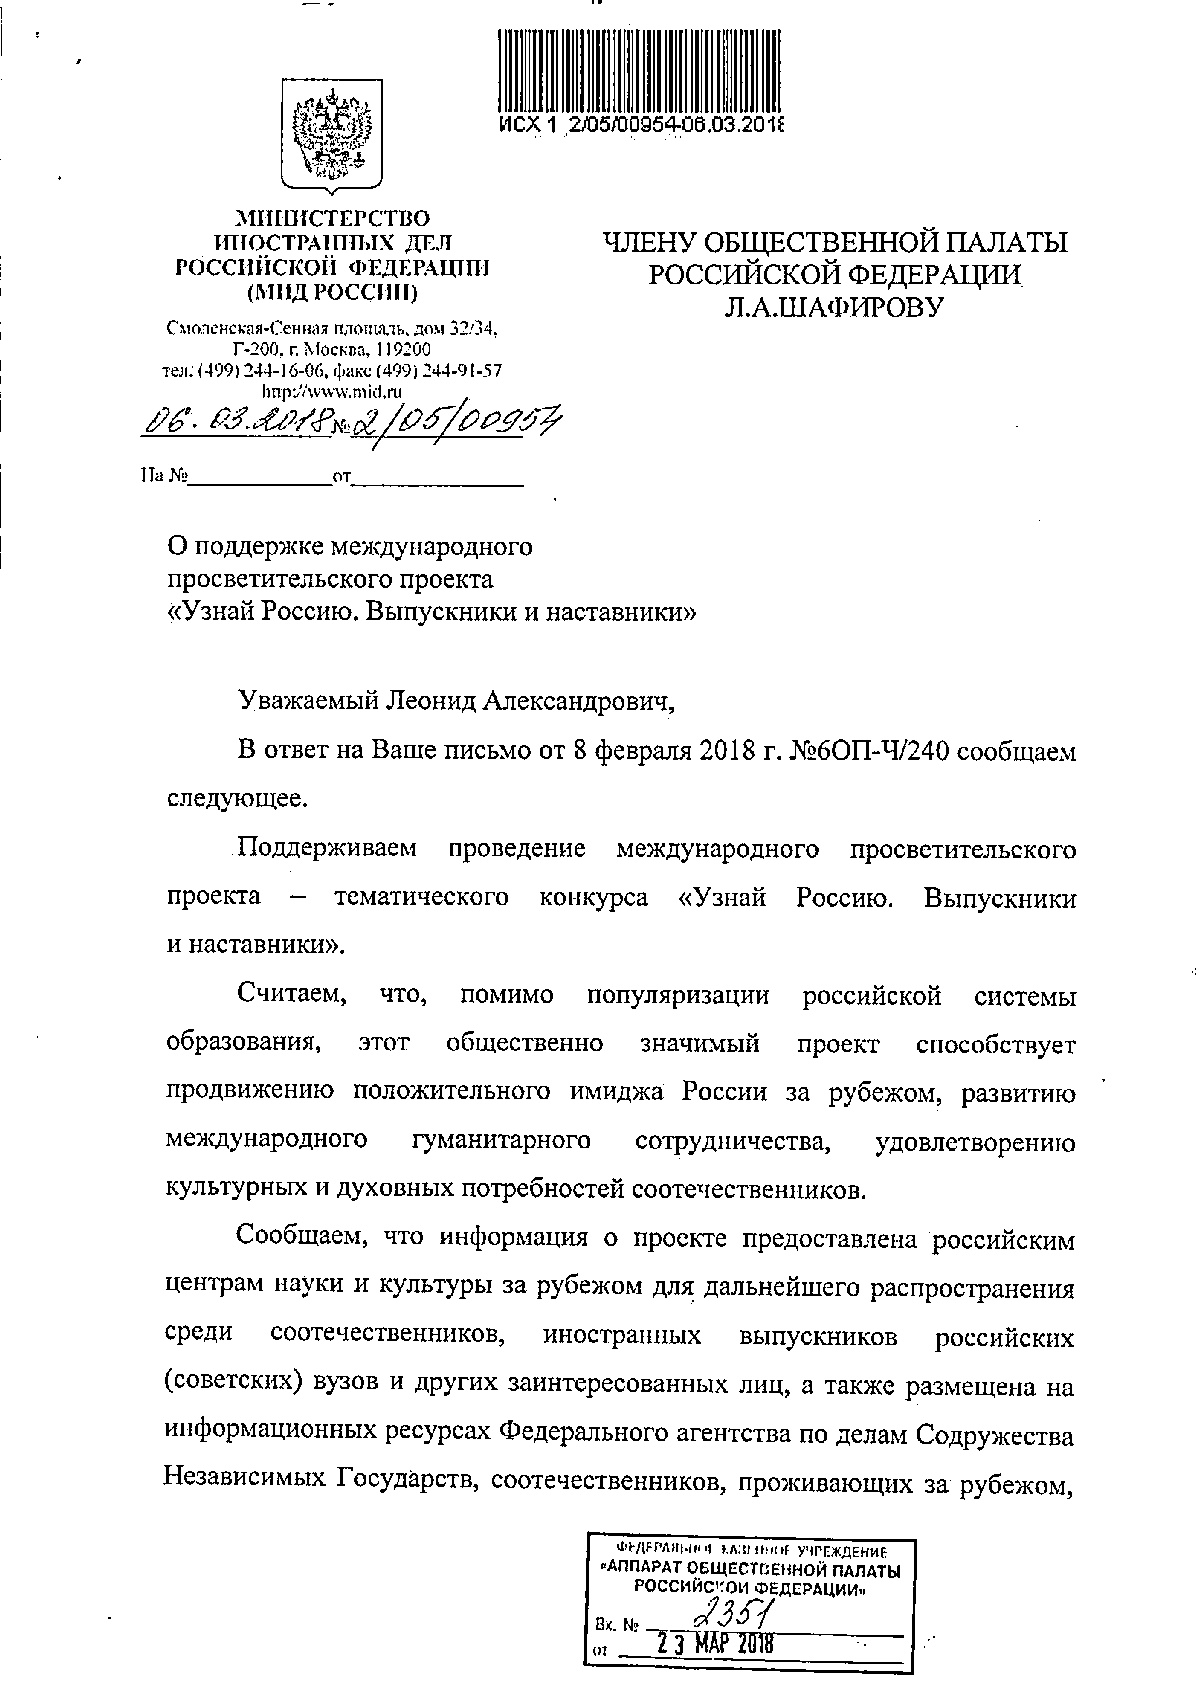 ИСХ 1 2/05/00954-06.03.2018
МИНИСТЕРСТВО
ИНОСТРАННЫХ ДЕЛ
РОССИЙСКОЙ ФЕДЕРАЦИИ
(МИД РОССИИ)
Смоленская-Сенная площадь, дом 32/34,
Г-200, г. Москва, 119200
тел.: (499) 244-16-06, факс (499) 244-91-57
http://www.mid.ru
06.03.2018 № 2/05/00954
На № от
ЧЛЕНУ ОБЩЕСТВЕННОЙ ПАЛАТЫ
РОССИЙСКОЙ ФЕДЕРАЦИИ
Л.А.ШАФИРОВУ
О поддержке международного
просветительского проекта
«Узнай Россию. Выпускники и наставники»
Уважаемый Леонид Александрович,
В ответ на Ваше письмо от 8 февраля 2018 г. №6ОП-Ч/240 сообщаем
следующее.
Поддерживаем проведение международного просветительского
проекта – тематического конкурса «Узнай Россию. Выпускники
и наставники».
Считаем, что, помимо популяризации российской системы
образования, этот общественно значимый проект способствует
продвижению положительного имиджа России за рубежом, развитию
международного гуманитарного сотрудничества, удовлетворению
культурных и духовных потребностей соотечественников.
Сообщаем, что информация о проекте предоставлена российским
центрам науки и культуры за рубежом для дальнейшего распространения
среди соотечественников, иностранных выпускников российских
(советских) вузов и других заинтересованных лиц, а также размещена на
информационных ресурсах Федерального агентства по делам Содружества
Независимых Государств, соотечественников, проживающих за рубежом,
ФЕДЕРАЛЬНОЕ КАЗЕННОЕ УЧРЕЖДЕНИЕ
«АППАРАТ ОБЩЕСТВЕННОЙ ПАЛАТЫ
РОССИЙСКОЙ ФЕДЕРАЦИИ»
Вх. № 2351
от 23 МАР 2018